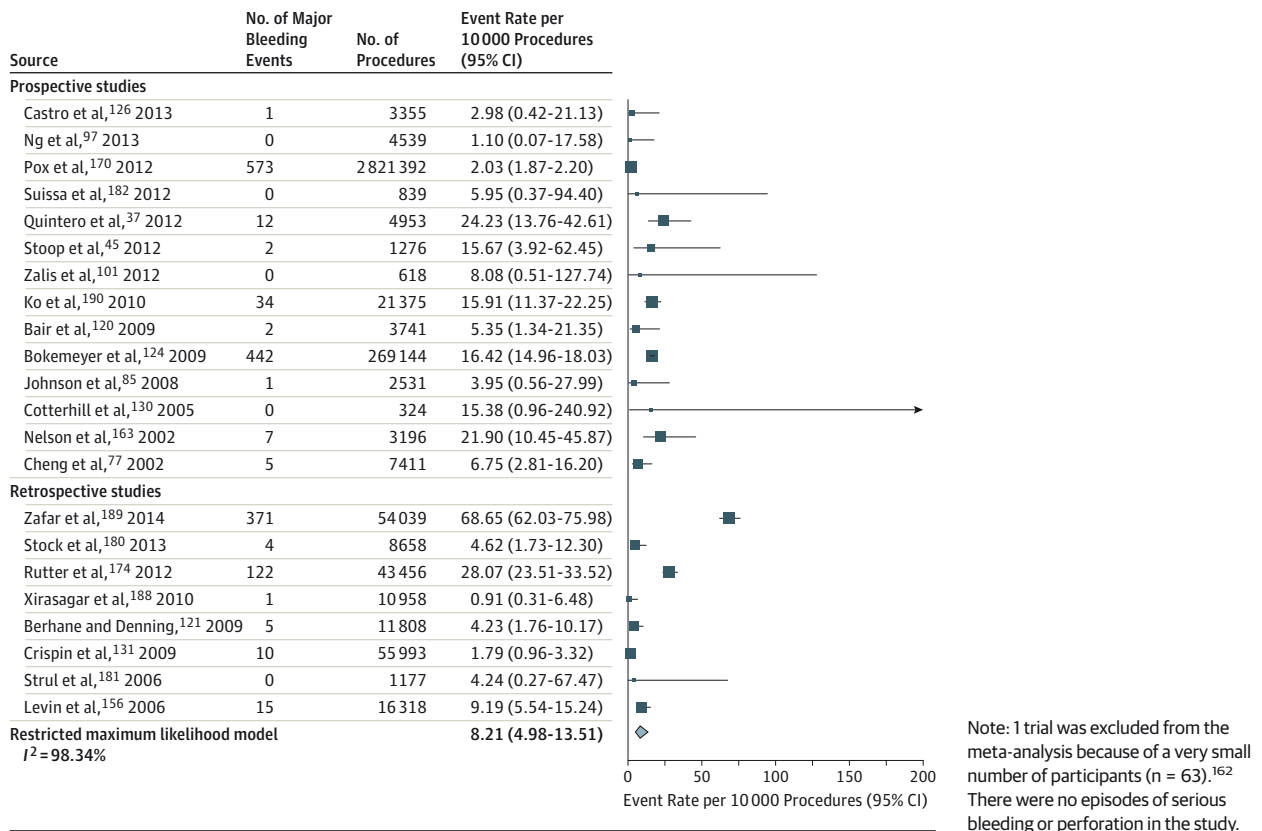 No. of Major Bleeding Events
No. of Procedures
Event Rate per 10 000 Procedures (95% CI)
Source
Prospective studies
Castro et al,126 2013 1 3355 2.98 (0.42-21.13)
Ng et al,97 2013 0 4539 1.10 (0.07-17.58)
Pox et al,170 2012 573 2 821 392 2.03 (1.87-2.20)
Suissa et al,182 2012 0 839 5.95 (0.37-94.40)
Quintero et al,37 2012 12 4953 24.23 (13.76-42.61)
Stoop et al,45 2012 2 1276 15.67 (3.92-62.45)
Zalis et al,101 2012 0 618 8.08 (0.51-127.74)
Ko et al,190 2010 34 21 375 15.91 (11.37-22.25)
Bair et al,120 2009 2 3741 5.35 (1.34-21.35)
Bokemeyer et al,124 2009 442 269 144 16.42 (14.96-18.03)
Johnson et al,85 2008 1 2531 3.95 (0.56-27.99)
Cotterhill et al,130 2005 0 324 15.38 (0.96-240.92)
Nelson et al,163 2002 7 3196 21.90 (10.45-45.87)
Cheng et al,77 2002 5 7411 6.75 (2.81-16.20)
Retrospective studies
Zafar et al,189 2014 371 54 039 68.65 (62.03-75.98)
Stock et al,180 2013 4 8658 4.62 (1.73-12.30)
Rutter et al,174 2012 122 43 456 28.07 (23.51-33.52)
Xirasagar et al,188 2010 1 10 958 0.91 (0.31-6.48)
Berhane and Denning,121 2009 5 11 808 4.23 (1.76-10.17)
Crispin et al,131 2009 10 55 993 1.79 (0.96-3.32)
Strul et al,181 2006 0 1177 4.24 (0.27-67.47)
Levin et al,156 2006 15 16 318 9.19 (5.54-15.24)
Restricted maximum likelihood model 8.21 (4.98-13.51)
I2 = 98.34%
0 50 100 150 200
Event Rate per 10 000 Procedures (95% CI)
Note: 1 trial was excluded from the
meta-analysis because of a very small
number of participants (n = 63).162
There were no episodes of serious
bleeding or perforation in the study.